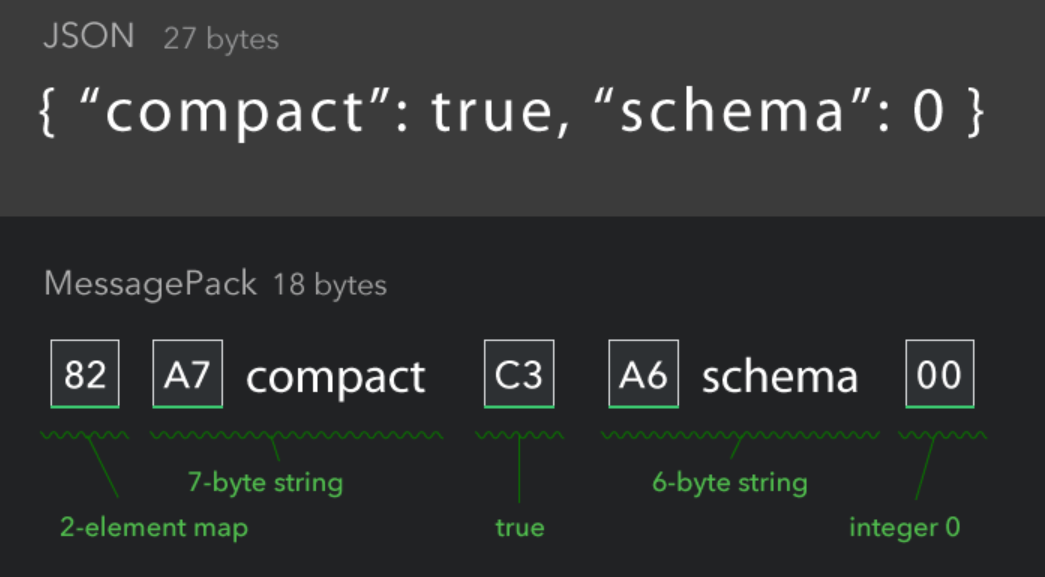 JSON 27 bytes
{ “compact”: true, “schema”: 0 }
MessagePack 18 bytes
82 A7 compact C3 A6 schema 00
7-byte string 6-byte string
2-element map true integer 0